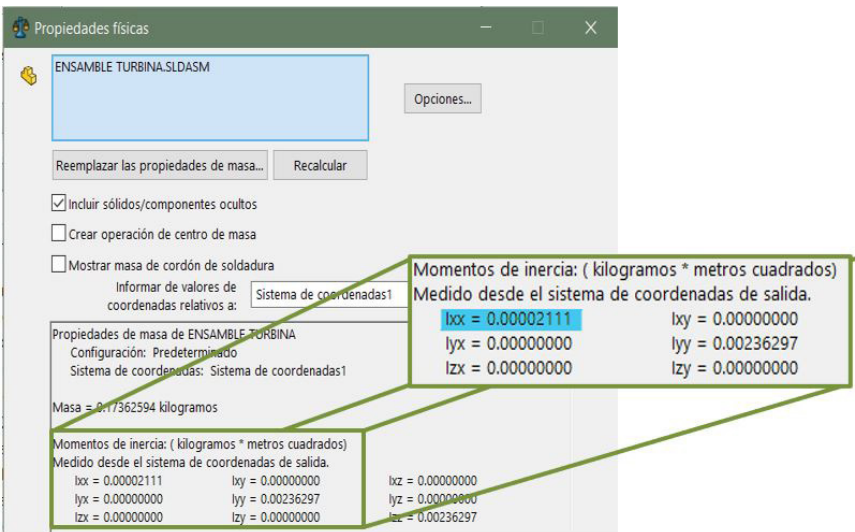 Propiedades físicas
ENSAMBLE TURBINA.SLDASM
Opciones...
Reemplazar las propiedades de masa...
Recalcular
Incluir sólidos/componentes ocultos
Crear operación de centro de masa
Mostrar masa de cordón de soldadura
Informar de valores de
coordenadas relativos a:
Sistema de coordenadas1
Propiedades de masa de ENSAMBLE TURBINA
Configuración: Predeterminado
Sistema de coordenadas: Sistema de coordenadas1
Masa = 0.17362594 kilogramos
Momentos de inercia: ( kilogramos * metros cuadrados)
Medido desde el sistema de coordenadas de salida.
Ixx = 0.00002111 Ixy = 0.00000000 Ixz = 0.00000000
Iyx = 0.00000000 Iyy = 0.00236297 Iyz = 0.00000000
Izx = 0.00000000 Izy = 0.00000000 Izz = 0.00236297
Momentos de inercia: ( kilogramos * metros cuadrados)
Medido desde el sistema de coordenadas de salida.
Ixx = 0.00002111 Ixy = 0.00000000
Iyx = 0.00000000 Iyy = 0.00236297
Izx = 0.00000000 Izy = 0.00000000